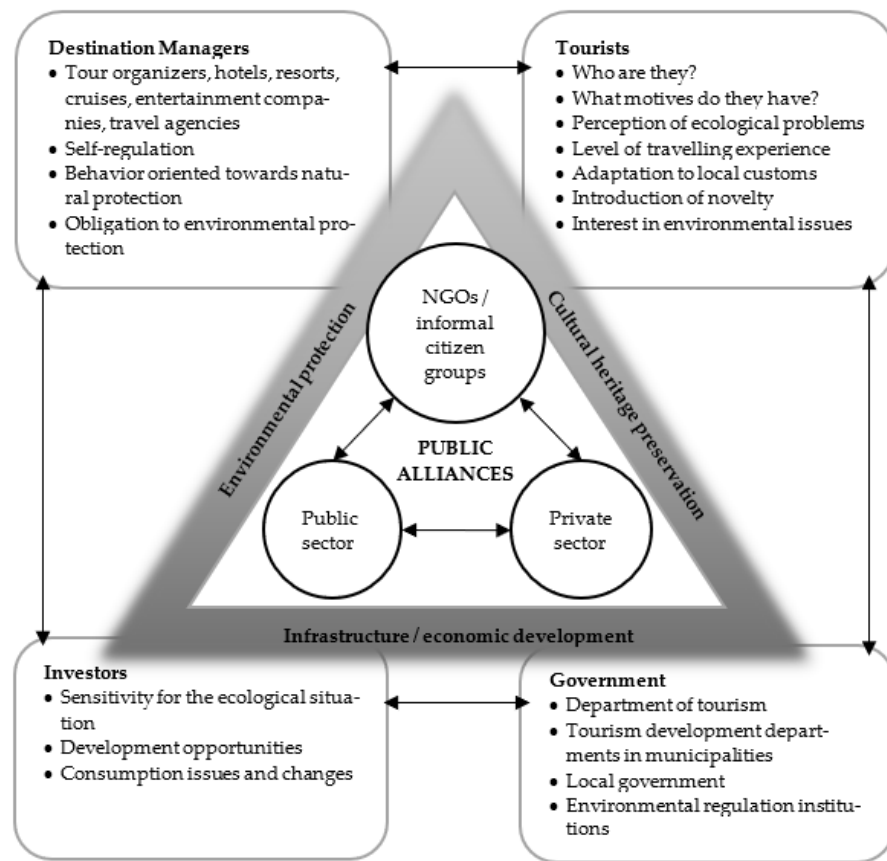 Destination Managers
• Tour organizers, hotels, resorts,
cruises, entertainment compa-
nies, travel agencies
• Self-regulation
• Behavior oriented towards natu-
ral protection
• Obligation to environmental pro-
tection
Tourists
• Who are they?
• What motives do they have?
• Perception of ecological problems
• Level of travelling experience
• Adaptation to local customs
• Introduction of novelty
• Interest in environmental issues
Environmental protection
Cultural heritage preservation
NGOs /
informal
citizen
groups
PUBLIC
ALLIANCES
Public
sector
Private
sector
Infrastructure / economic development
Investors
• Sensitivity for the ecological situa-
tion
• Development opportunities
• Consumption issues and changes
Government
• Department of tourism
• Tourism development depart-
ments in municipalities
• Local government
• Environmental regulation institu-
tions